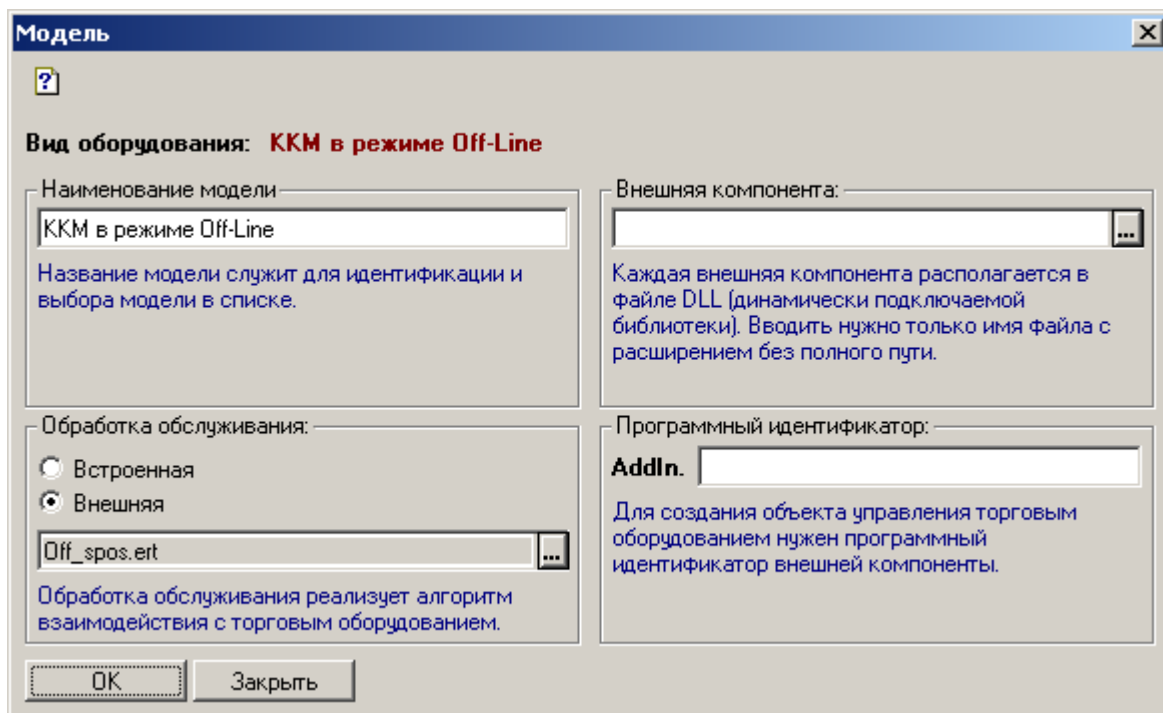 Модель
Вид оборудования: ККМ в режиме Off-Line
Наименование модели
ККМ в режиме Off-Line
Название модели служит для идентификации и
выбора модели в списке.
Внешняя компонента:
...
Каждая внешняя компонента располагается в
файле DLL (динамически подключаемой
библиотеки). Вводить нужно только имя файла с
расширением без полного пути.
Обработка обслуживания:
Встроенная
Внешняя
Off_spos.ert ...
Обработка обслуживания реализует алгоритм
взаимодействия с торговым оборудованием.
Программный идентификатор:
AddIn.
Для создания объекта управления торговым
оборудованием нужен программный
идентификатор внешней компоненты.
OK Закрыть